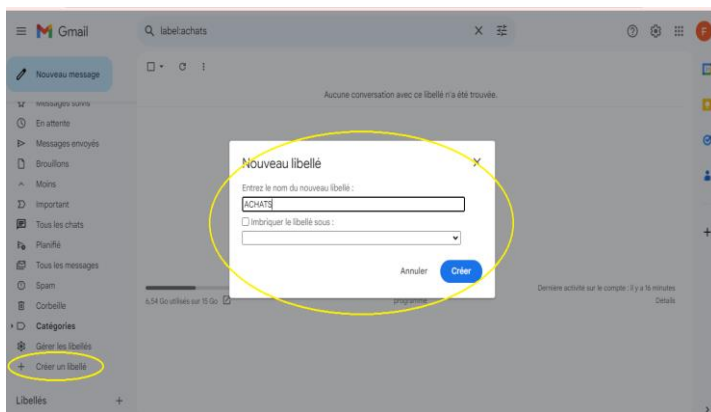 Gmail
label:achats
Nouveau message
Messages suivis
En attente
Messages envoyés
Brouillons
Moins
Important
Tous les chats
Planifié
Tous les messages
Spam
Corbeille
Catégories
Gérer les libellés
Créer un libellé
Libellés
Aucune conversation avec ce libellé n'a été trouvée.
Nouveau libellé
Entrez le nom du nouveau libellé :
ACHATS
Imbriquer le libellé sous :
Annuler Créer
6,54 Go utilisés sur 15 Go
programme
Dernière activité sur le compte : il y a 16 minutes
Détails
F